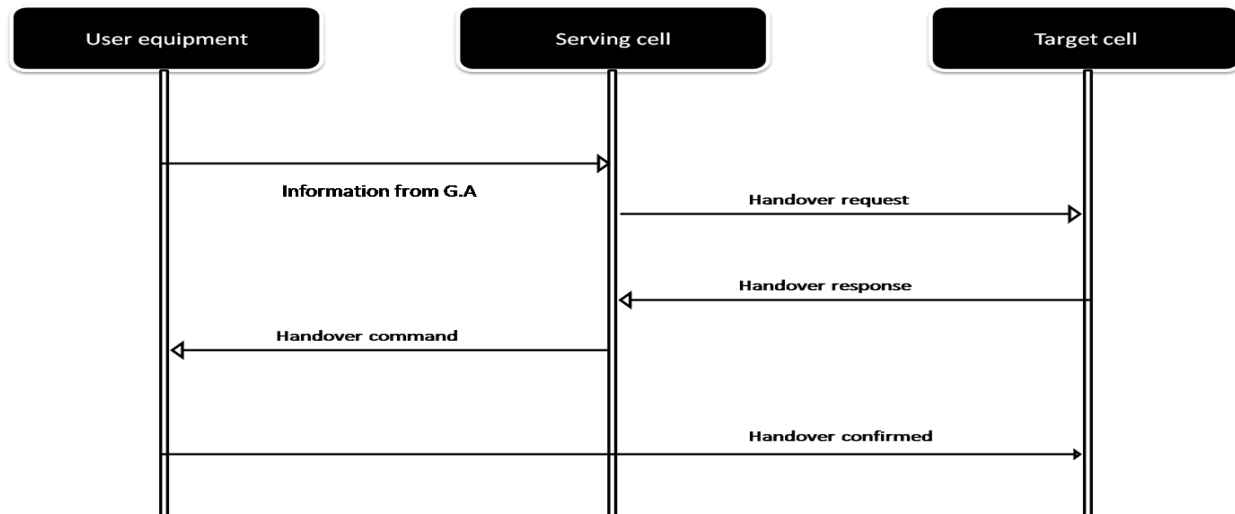 User equipment
Serving cell
Target cell
Information from G.A
Handover request
Handover response
Handover command
Handover confirmed